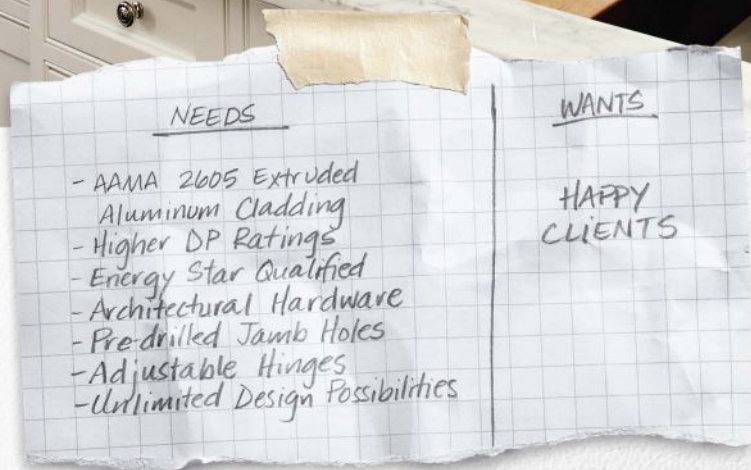 NEEDS
- AAMA 2605 Extruded
Aluminum Cladding
- Higher DP Ratings
- Energy Star Qualified
- Architectural Hardware
- Pre-drilled Jamb Holes
- Adjustable Hinges
- Unlimited Design Possibilities
WANTS
HAPPY
CLiENTS